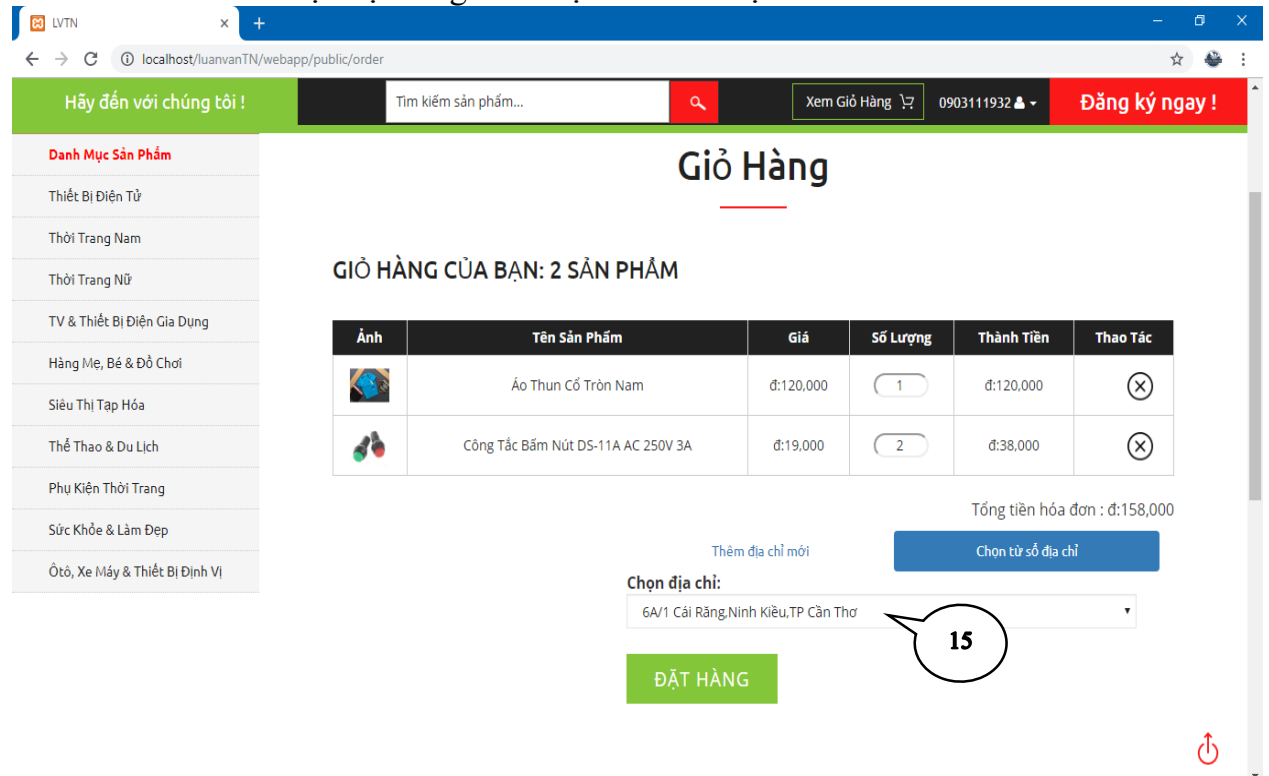 LVTN
localhost/luanvanTN/webapp/public/order
Hãy đến với chúng tôi !
Tìm kiếm sản phẩm...
Xem Giỏ Hàng
0903111932
Đăng ký ngay !
Danh Mục Sản Phẩm
Thiết Bị Điện Tử
Thời Trang Nam
Thời Trang Nữ
TV & Thiết Bị Điện Gia Dụng
Hàng Mẹ, Bé & Đồ Chơi
Siêu Thị Tạp Hóa
Thể Thao & Du Lịch
Phụ Kiện Thời Trang
Sức Khỏe & Làm Đẹp
Ôtô, Xe Máy & Thiết Bị Định Vị
Giỏ Hàng
GIỎ HÀNG CỦA BẠN: 2 SẢN PHẨM
Ảnh Tên Sản Phẩm Giá Số Lượng Thành Tiền Thao Tác
Áo Thun Cổ Tròn Nam đ:120,000 1 đ:120,000
Công Tắc Bấm Nút DS-11A AC 250V 3A đ:19,000 2 đ:38,000
Tổng tiền hóa đơn : đ:158,000
Thêm địa chỉ mới Chọn từ sổ địa chỉ
Chọn địa chỉ:
6A/1 Cái Răng,Ninh Kiều,TP Cần Thơ
15
ĐẶT HÀNG